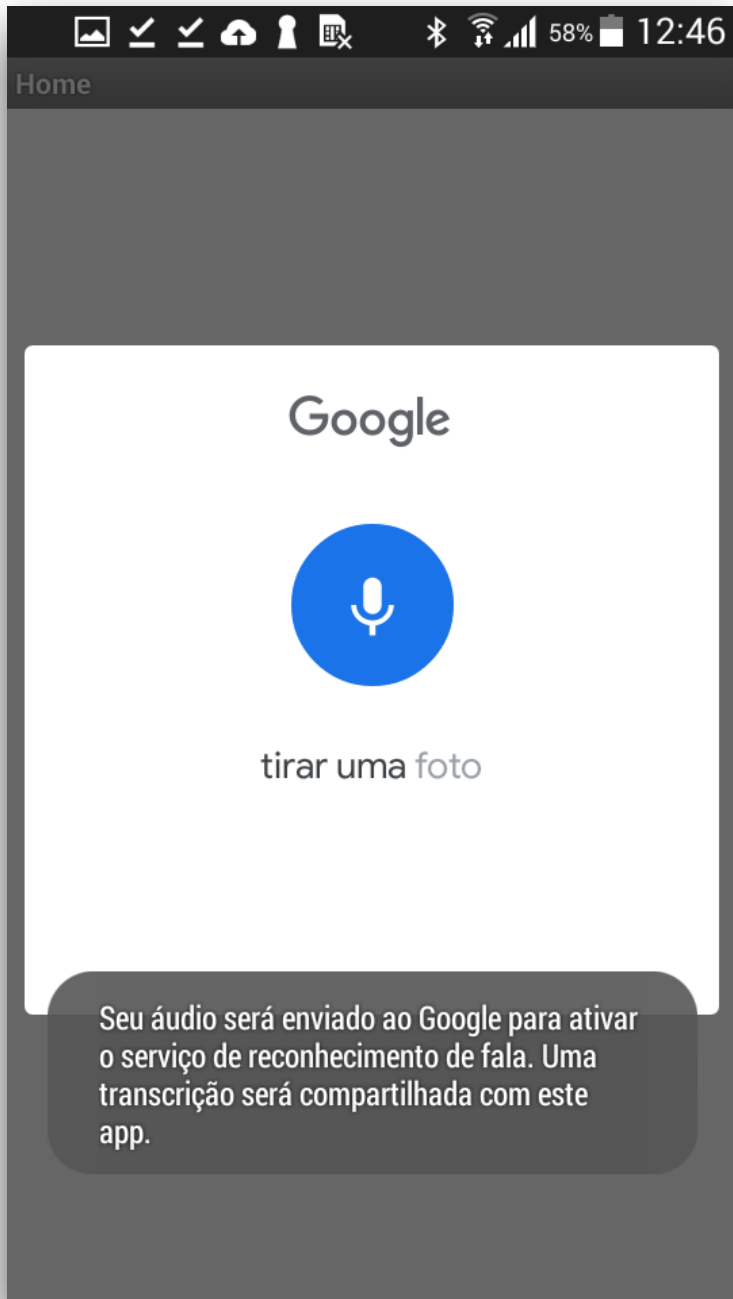 58% 12:46
Home
Google
tirar uma foto
Seu áudio será enviado ao Google para ativar
o serviço de reconhecimento de fala. Uma
transcrição será compartilhada com este
app.